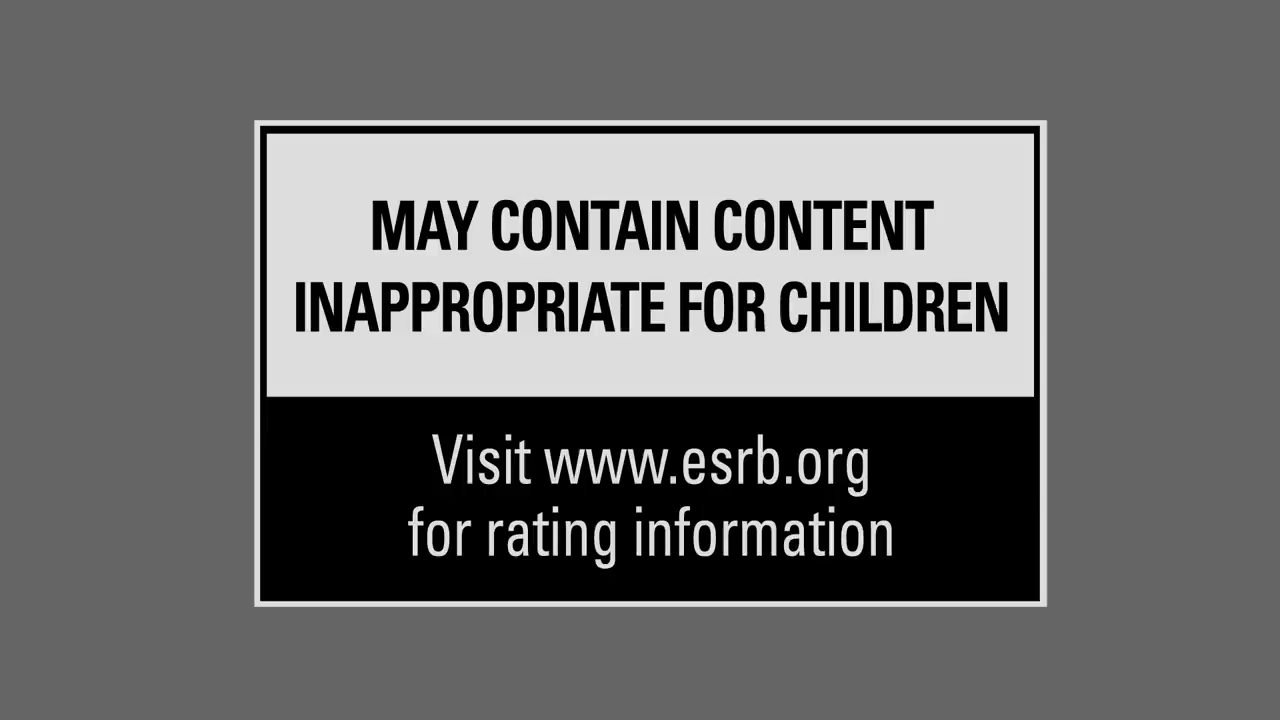 MAY CONTAIN CONTENT
INAPPROPRIATE FOR CHILDREN
Visit www.esrb.org
for rating information